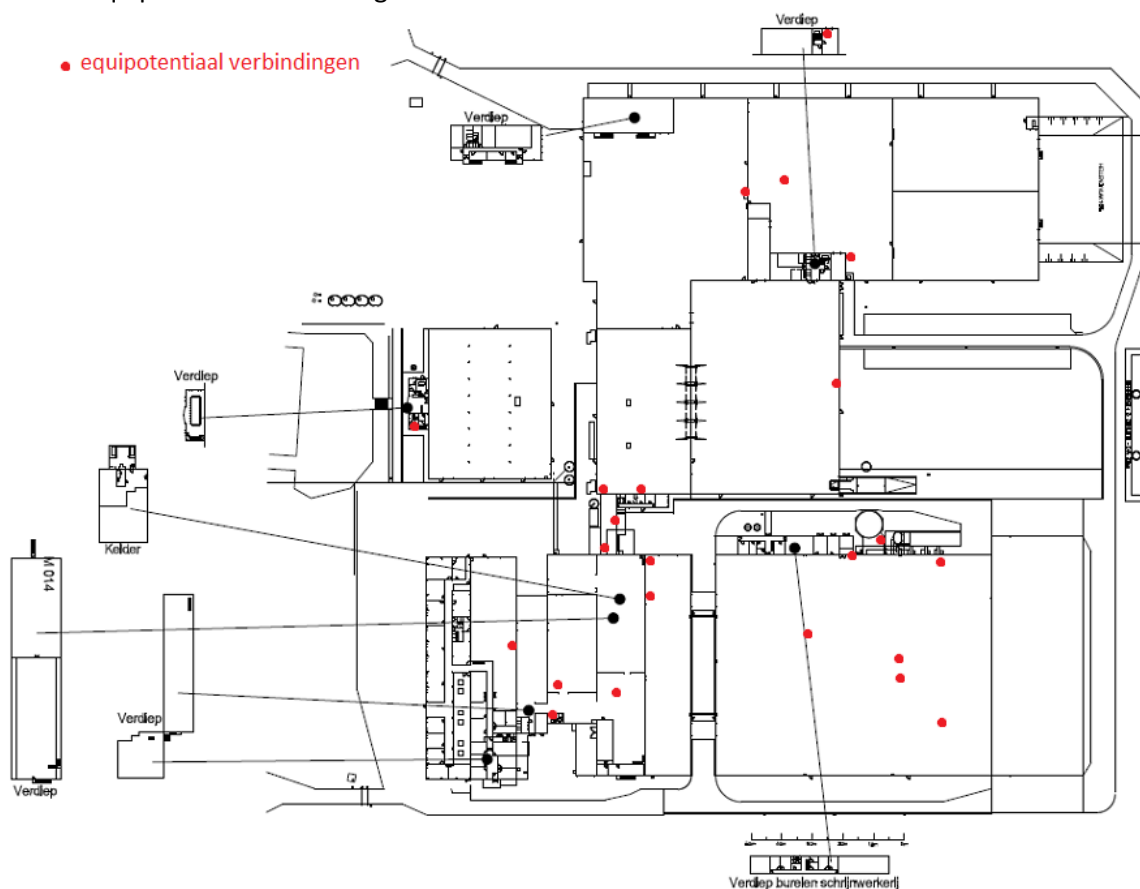 Verdiep
equipotentiaal verbindingen
Verdiep
Verdiep
Kelder
M 014
Verdiep
Verdiep
Verdiep burelen schrijnwerkerij